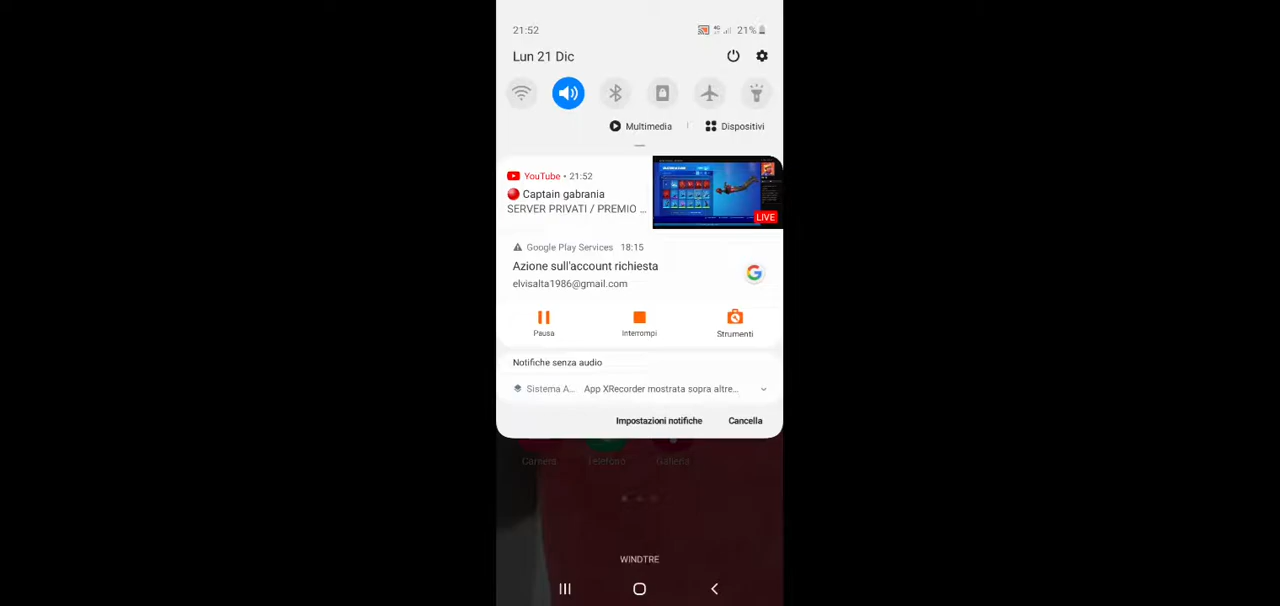 21:52
4G
21%
Lun 21 Dic
Multimedia
Dispositivi
YouTube • 21:52
Captain gabrania
SERVER PRIVATI / PREMIO ...
LIVE
Google Play Services 18:15
Azione sull'account richiesta
elvisalta1986@gmail.com
Pausa
Interrompi
Strumenti
Notifiche senza audio
Sistema A... App XRecorder mostrata sopra altre...
Impostazioni notifiche
Cancella
Camera
Telefono
Galleria
WINDTRE